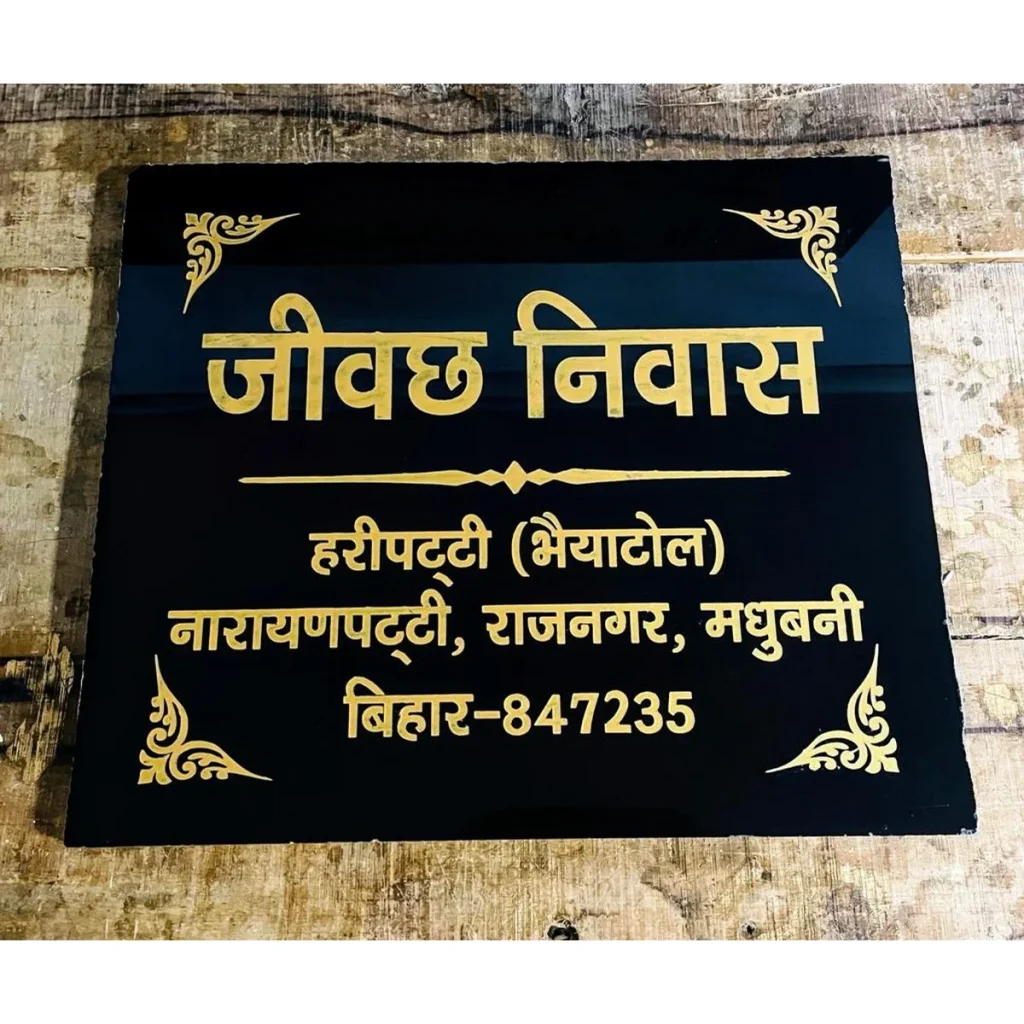 जीवछ निवास
हरीपट्टी (भैयाटोल)
नारायणपट्टी, राजनगर, मधुबनी
बिहार-847235